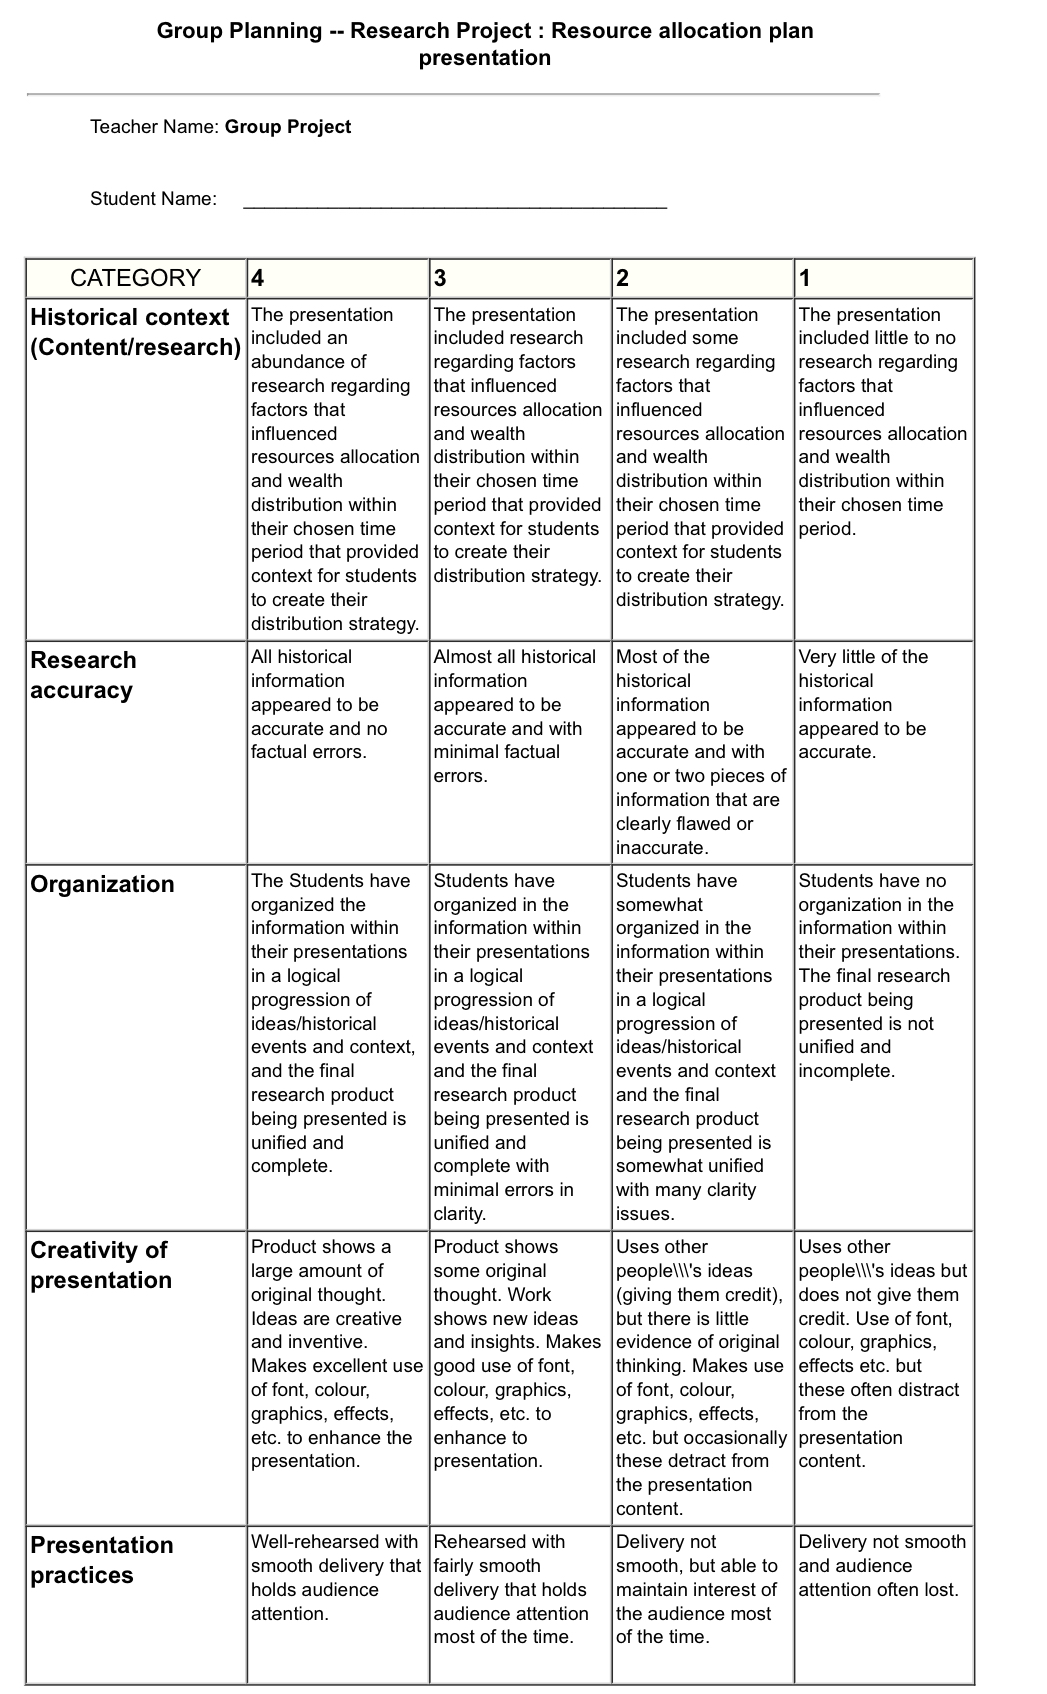 Group Planning -- Research Project : Resource allocation plan
presentation
Teacher Name: Group Project
Student Name: ________________________________________
CATEGORY
4
3
2
1
Historical context
(Content/research)
The presentation
included an
abundance of
research regarding
factors that
influenced
resources allocation
and wealth
distribution within
their chosen time
period that provided
context for students
to create their
distribution strategy.
The presentation
included research
regarding factors
that influenced
resources allocation
and wealth
distribution within
their chosen time
period that provided
context for students
to create their
distribution strategy.
The presentation
included some
research regarding
factors that
influenced
resources allocation
and wealth
distribution within
their chosen time
period that provided
context for students
to create their
distribution strategy.
The presentation
included little to no
research regarding
factors that
influenced
resources allocation
and wealth
distribution within
their chosen time
period.
Research
accuracy
All historical
information
appeared to be
accurate and no
factual errors.
Almost all historical
information
appeared to be
accurate and with
minimal factual
errors.
Most of the
historical
information
appeared to be
accurate and with
one or two pieces of
information that are
clearly flawed or
inaccurate.
Very little of the
historical
information
appeared to be
accurate.
Organization
The Students have
organized the
information within
their presentations
in a logical
progression of
ideas/historical
events and context,
and the final
research product
being presented is
unified and
complete.
Students have
organized in the
information within
their presentations
in a logical
progression of
ideas/historical
events and context
and the final
research product
being presented is
unified and
complete with
minimal errors in
clarity.
Students have
somewhat
organized in the
information within
their presentations
in a logical
progression of
ideas/historical
events and context
and the final
research product
being presented is
somewhat unified
with many clarity
issues.
Students have no
organization in the
information within
their presentations.
The final research
product being
presented is not
unified and
incomplete.
Creativity of
presentation
Product shows a
large amount of
original thought.
Ideas are creative
and inventive.
Makes excellent use
of font, colour,
graphics, effects,
etc. to enhance the
presentation.
Product shows
some original
thought. Work
shows new ideas
and insights. Makes
good use of font,
colour, graphics,
effects, etc. to
enhance to
presentation.
Uses other
people\\\'s ideas
(giving them credit),
but there is little
evidence of original
thinking. Makes use
of font, colour,
graphics, effects,
etc. but occasionally
these detract from
the presentation
content.
Uses other
people\\\'s ideas but
does not give them
credit. Use of font,
colour, graphics,
effects etc. but
these often distract
from the
presentation
content.
Presentation
practices
Well-rehearsed with
smooth delivery that
holds audience
attention.
Rehearsed with
fairly smooth
delivery that holds
audience attention
most of the time.
Delivery not
smooth, but able to
maintain interest of
the audience most
of the time.
Delivery not smooth
and audience
attention often lost.